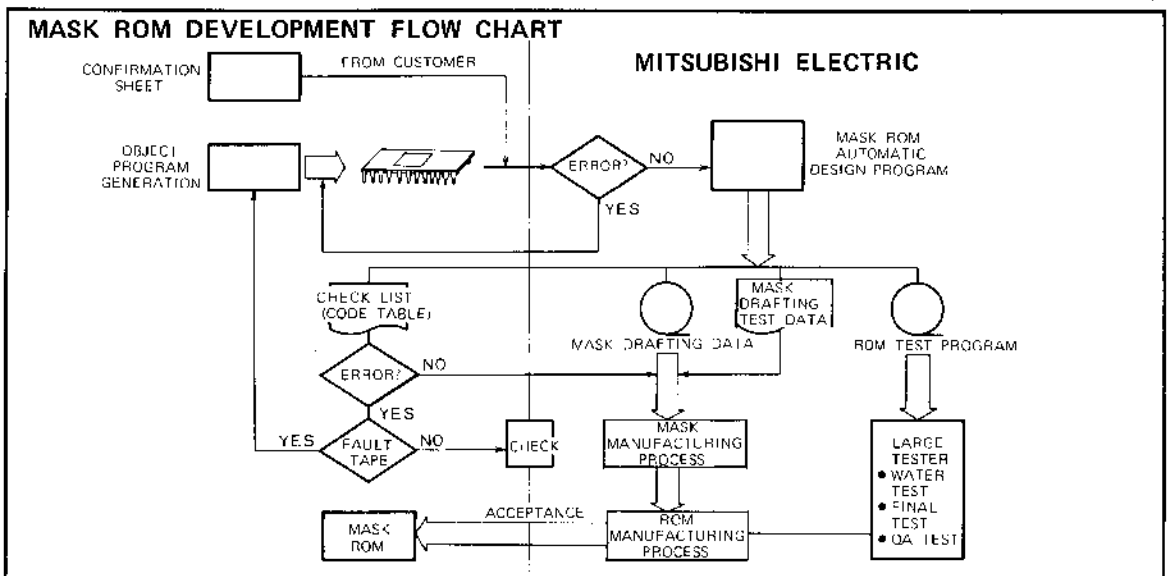 MASK ROM DEVELOPMENT FLOW CHART
CONFIRMATION
SHEET
FROM CUSTOMER
MITSUBISHI ELECTRIC
OBJECT
PROGRAM
GENERATION
ERROR?
NO
YES
MASK ROM
AUTOMATIC
DESIGN PROGRAM
CHECK LIST
(CODE TABLE)
MASK
DRAFTING
TEST DATA
MASK DRAFTING DATA
ROM TEST PROGRAM
ERROR?
NO
YES
YES
FAULT
TAPE
NO
CHECK
MASK
MANUFACTURING
PROCESS
LARGE
TESTER
● WATER
TEST
● FINAL
TEST
● QA TEST
MASK
ROM
ACCEPTANCE
ROM
MANUFACTURING
PROCESS